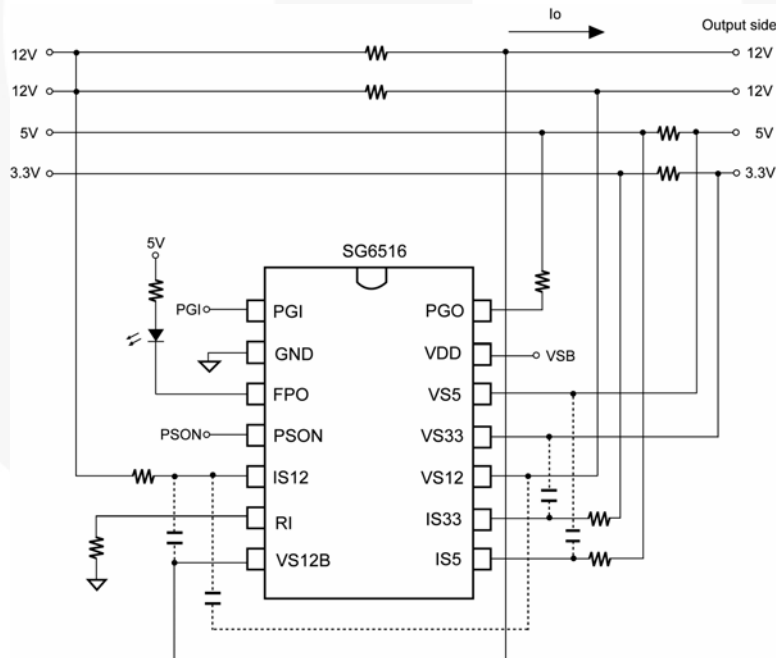 Io
Output side
12V 12V
12V 12V
5V 5V
3.3V 3.3V
5V
SG6516
PGI PGI PGO
GND VDD VSB
FPO VS5
PSON PSON VS33
IS12 VS12
RI IS33
VS12B IS5